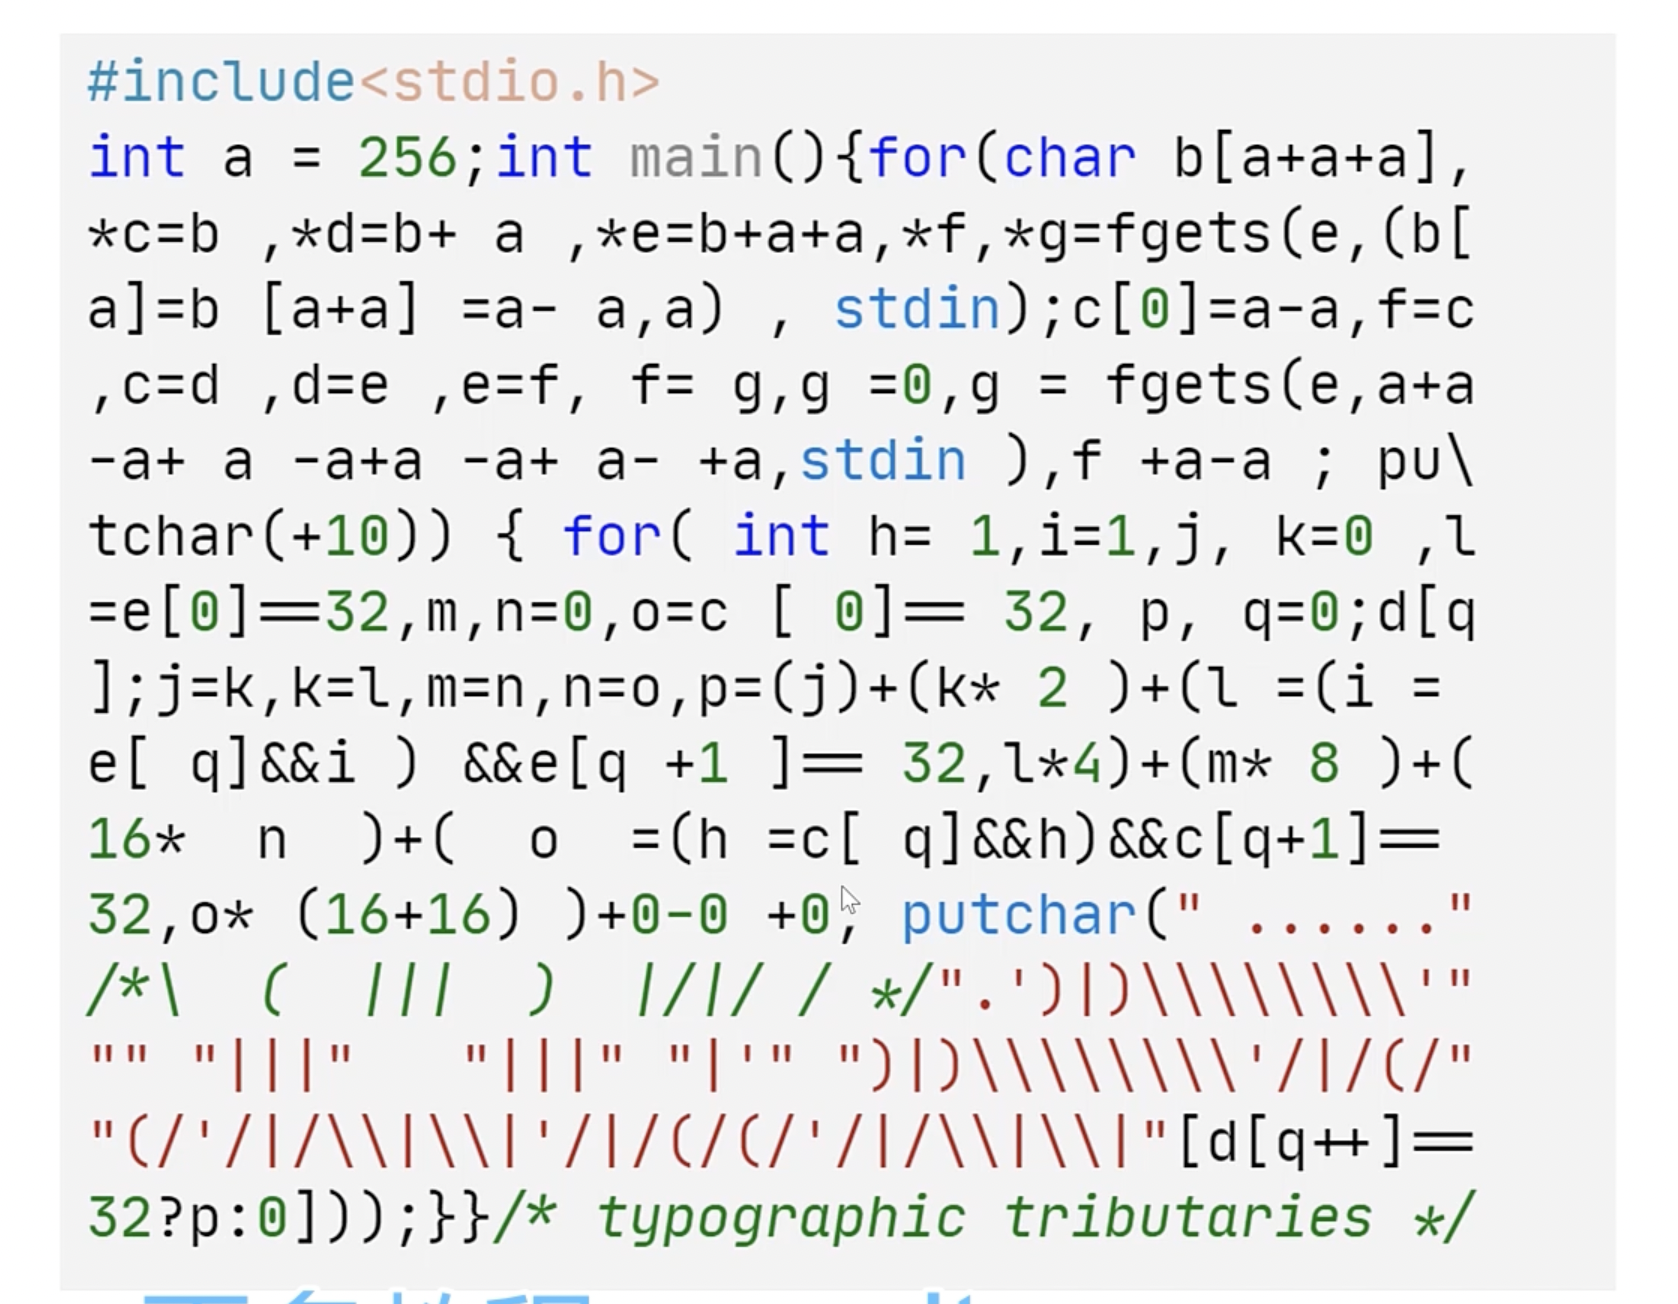 #include<stdio.h>
int a = 256;int main(){for(char b[a+a+a],
*c=b ,*d=b+ a ,*e=b+a+a,*f,*g=fgets(e,(b[
a]=b [a+a] =a- a,a) , stdin);c[0]=a-a,f=c
,c=d ,d=e ,e=f, f= g,g =0,g = fgets(e,a+a
-a+ a -a+a -a+ a- +a,stdin ),f +a-a ; pu\
tchar(+10)) { for( int h= 1,i=1,j, k=0 ,l
=e[0]==32,m,n=0,o=c [ 0]== 32, p, q=0;d[q
];j=k,k=l,m=n,n=o,p=(j)+(k* 2 )+(l =(i =
e[ q]&&i ) &&e[q +1 ]== 32,l*4)+(m* 8 )+(
16*  n  )+(  o  =(h =c[ q]&&h)&&c[q+1]==
32,o* (16+16) )+0-0 +0, putchar(" ......"
/*\  (  |||  )  |/|/ / */".')|)\\\\\\\\'"
"" "|||"   "|||" "|'" ")|)\\\\\\\\'/|/(/"
"(/'/|/\\|\\|'/|/(/(/'/|/\\|\\|"[d[q++]==
32?p:0]));}}/* typographic tributaries */